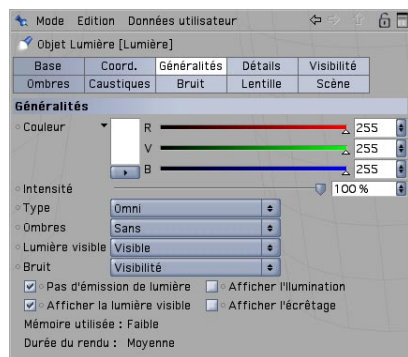 Mode Edition Données utilisateur
Objet Lumière [Lumière]
Base Coord. Généralités Détails Visibilité
Ombres Caustiques Bruit Lentille Scène
Généralités
Couleur R 255
V 255
B 255
Intensité 100 %
Type Omni
Ombres Sans
Lumière visible Visible
Bruit Visibilité
Pas d'émission de lumière Afficher l'Ilumination
Afficher la lumière visible Afficher l'écrêtage
Mémoire utilisée : Faible
Durée du rendu : Moyenne